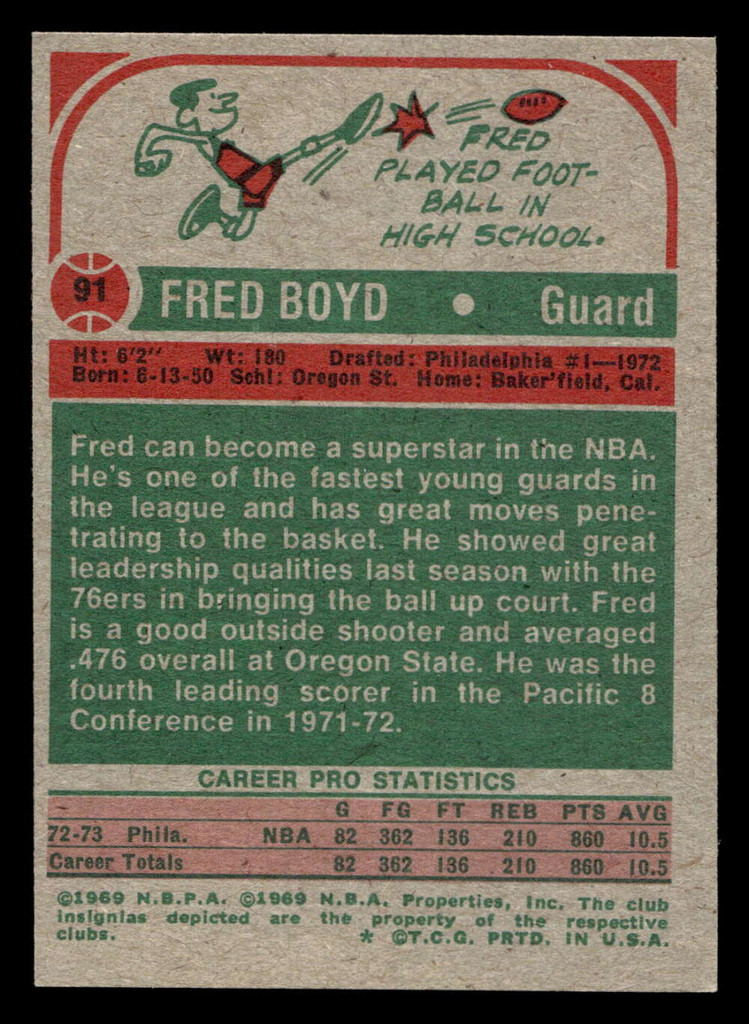 FRED
PLAYED FOOT-
BALL IN
HIGH SCHOOL.
91 FRED BOYD • Guard
Ht: 6'2" Wt: 180 Drafted: Philadelphia #1—1972
Born: 6-13-50 Schl: Oregon St. Home: Baker'field, Cal.
Fred can become a superstar in the NBA.
He's one of the fastest young guards in
the league and has great moves pene-
trating to the basket. He showed great
leadership qualities last season with the
76ers in bringing the ball up court. Fred
is a good outside shooter and averaged
.476 overall at Oregon State. He was the
fourth leading scorer in the Pacific 8
Conference in 1971-72.
CAREER PRO STATISTICS
G FG FT REB PTS AVG
72-73 Phila. NBA 82 362 136 210 860 10.5
Career Totals 82 362 136 210 860 10.5
©1969 N.B.P.A. ©1969 N.B.A. Properties, Inc. The club
insignias depicted are the property of the respective
clubs. * ©T.C.G. PRTD. IN U.S.A.